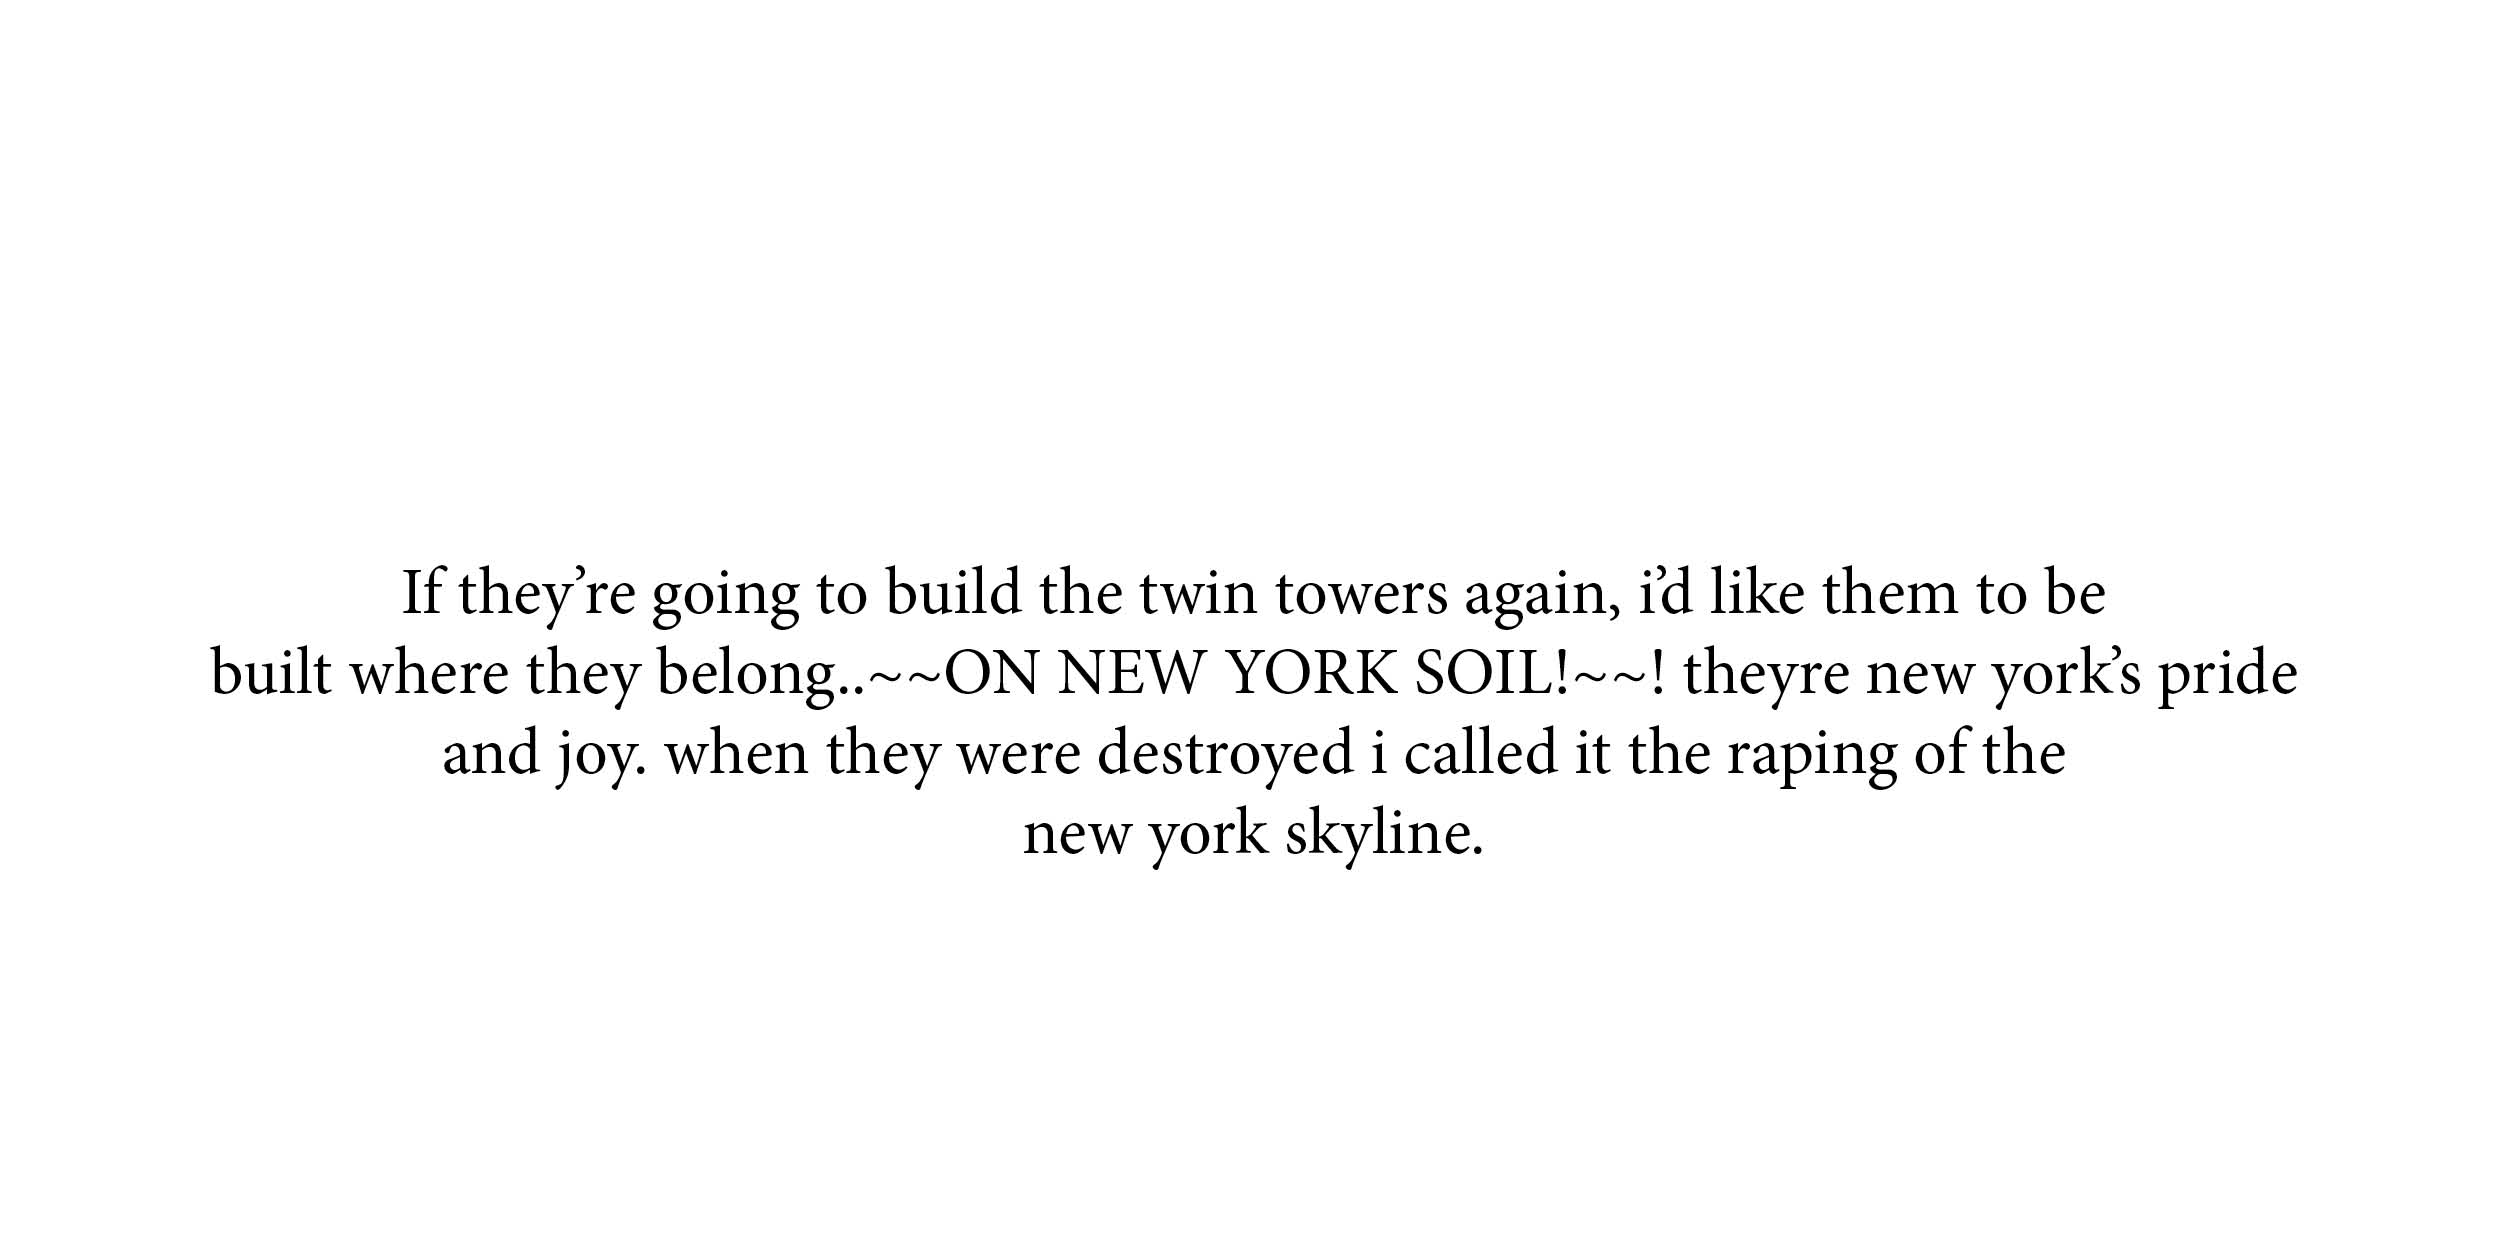 If they’re going to  build the twin towers again, i’d like them to be
built where they belong.. ~~ON NEW YORK SOIL!~~! theyre new york’s pride
and joy. when they were destroyed i called it the raping of the
new york skyline.